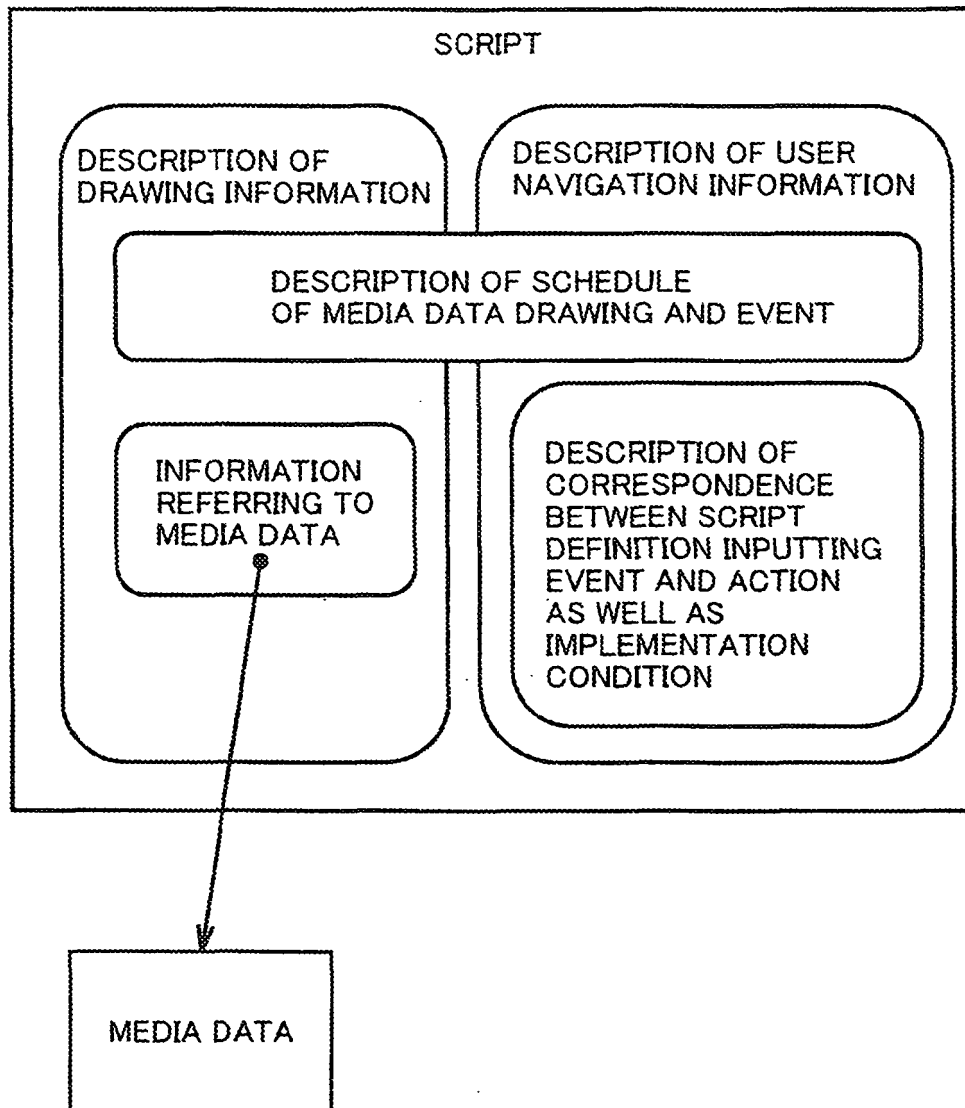 SCRIPT
DESCRIPTION OF
DRAWING INFORMATION
DESCRIPTION OF USER
NAVIGATION INFORMATION
DESCRIPTION OF SCHEDULE
OF MEDIA DATA DRAWING AND EVENT
INFORMATION
REFERRING TO
MEDIA DATA
DESCRIPTION OF
CORRESPONDENCE
BETWEEN SCRIPT
DEFINITION INPUTTING
EVENT AND ACTION
AS WELL AS
IMPLEMENTATION
CONDITION
MEDIA DATA